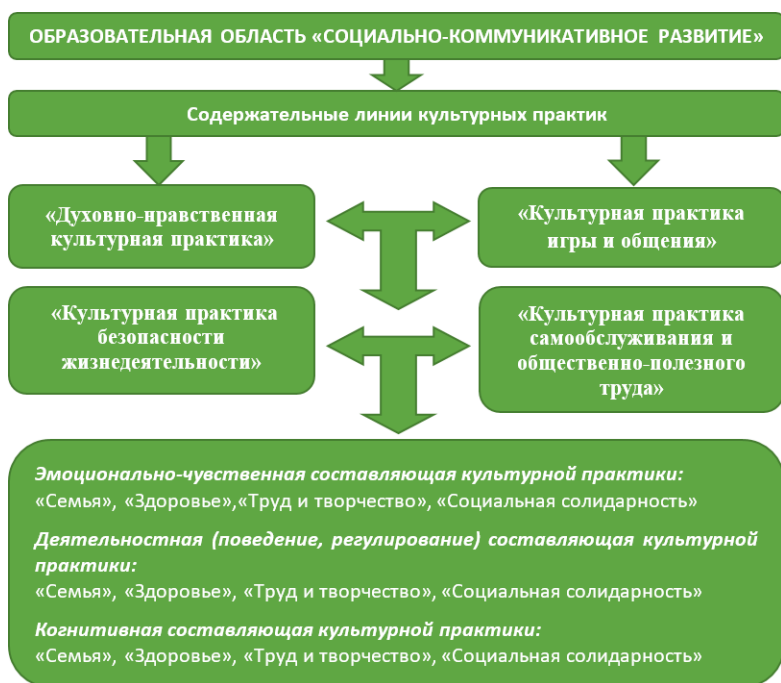 ОБРАЗОВАТЕЛЬНАЯ ОБЛАСТЬ «СОЦИАЛЬНО-КОММУНИКАТИВНОЕ РАЗВИТИЕ»
Содержательные линии культурных практик
«Духовно-нравственная
культурная практика»
«Культурная практика
игры и общения»
«Культурная практика
безопасности
жизнедеятельности»
«Культурная практика
самообслуживания и
общественно-полезного
труда»
Эмоционально-чувственная составляющая культурной практики:
«Семья», «Здоровье»,«Труд и творчество», «Социальная солидарность»
Деятельностная (поведение, регулирование) составляющая культурной
практики:
«Семья», «Здоровье», «Труд и творчество», «Социальная солидарность»
Когнитивная составляющая культурной практики:
«Семья», «Здоровье», «Труд и творчество», «Социальная солидарность»